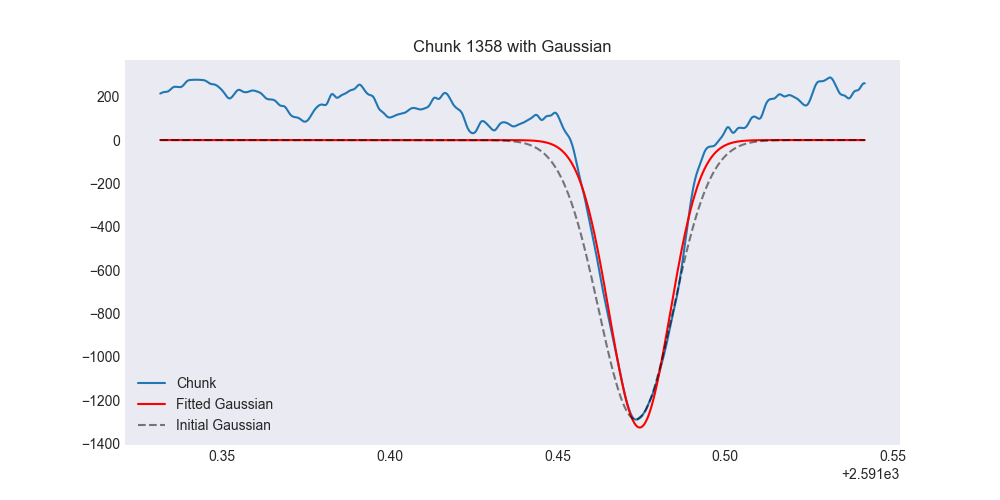 Chunk 1358 with Gaussian
200
0
−200
−400
−600
−800
−1000
−1200
−1400
Chunk
Fitted Gaussian
Initial Gaussian
0.35 0.40 0.45 0.50 0.55
+2.591e3